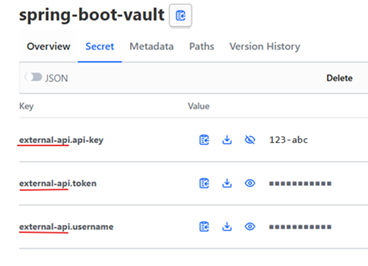 spring-boot-vault
Overview Secret Metadata Paths Version History
JSON Delete
Key Value
external-api.api-key 123-abc
external-api.token ▪▪▪▪▪▪▪▪▪▪▪
external-api.username ▪▪▪▪▪▪▪▪▪▪▪